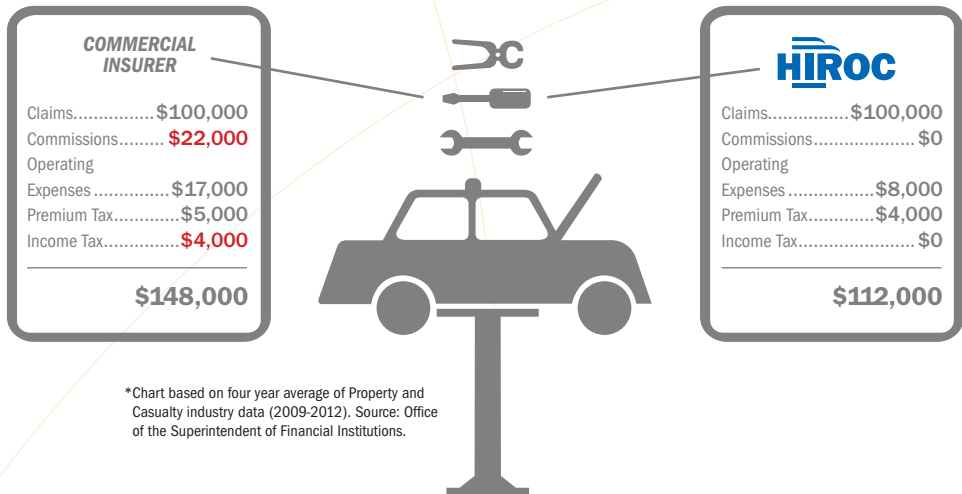 COMMERCIAL
INSURER
Claims................$100,000
Commissions......... $22,000
Operating
Expenses...............$17,000
Premium Tax.............$5,000
Income Tax...............$4,000
$148,000
HIROC
Claims................$100,000
Commissions.................... $0
Operating
Expenses................$8,000
Premium Tax.............$4,000
Income Tax....................... $0
$112,000
*Chart based on four year average of Property and
Casualty industry data (2009-2012). Source: Office
of the Superintendent of Financial Institutions.